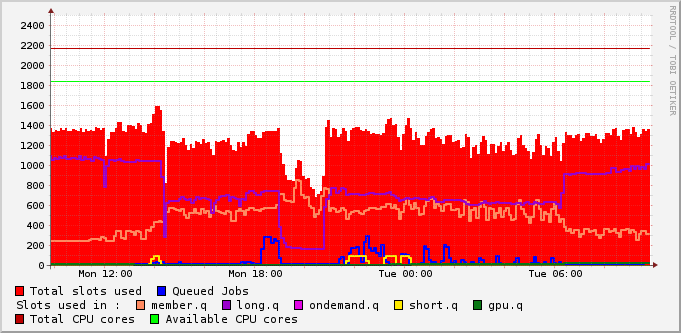 RRDTOOL / TOBI OETIKER
2400
2200
2000
1800
1600
1400
1200
1000
800
600
400
200
0
Mon 12:00 Mon 18:00 Tue 00:00 Tue 06:00
Total slots used Queued Jobs
Slots used in : member.q long.q ondemand.q short.q gpu.q
Total CPU cores Available CPU cores